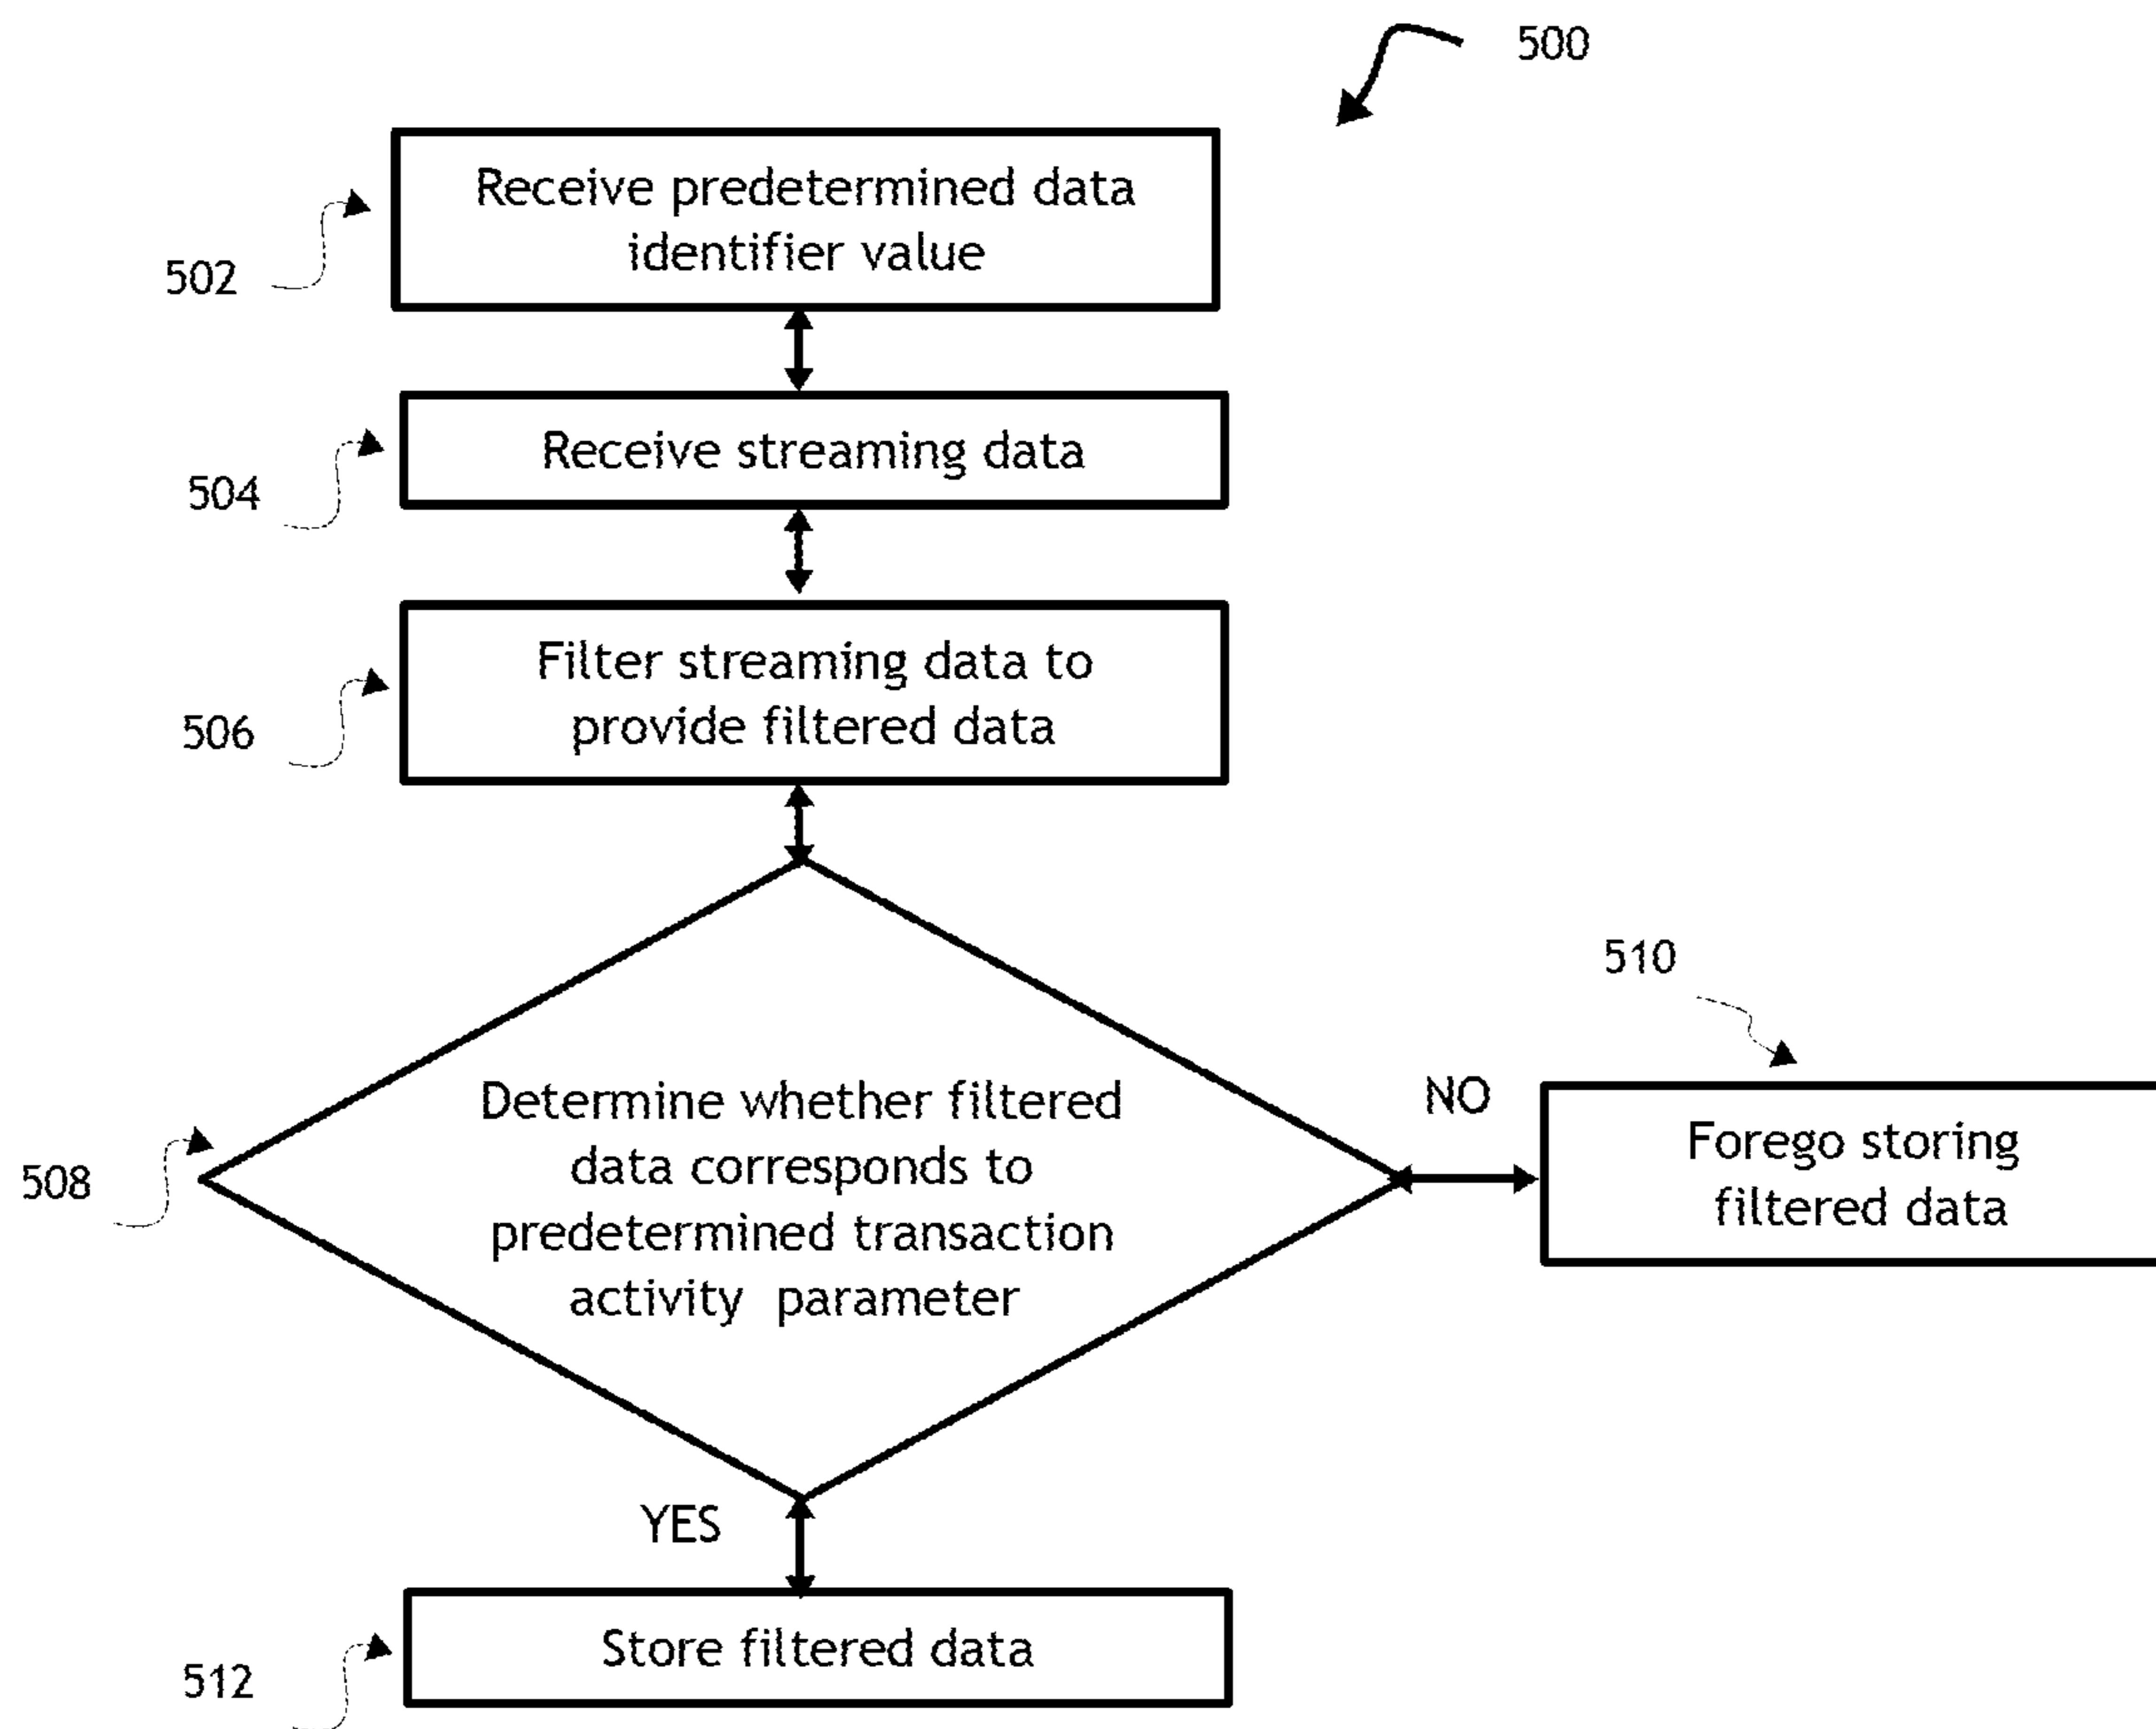 500
Receive predetermined data
identifier value
502
Receive streaming data
504
Filter streaming data to
provide filtered data
506
510
Determine whether filtered
data corresponds to
predetermined transaction
activity parameter
508
NO
Forego storing
filtered data
YES
Store filtered data
512